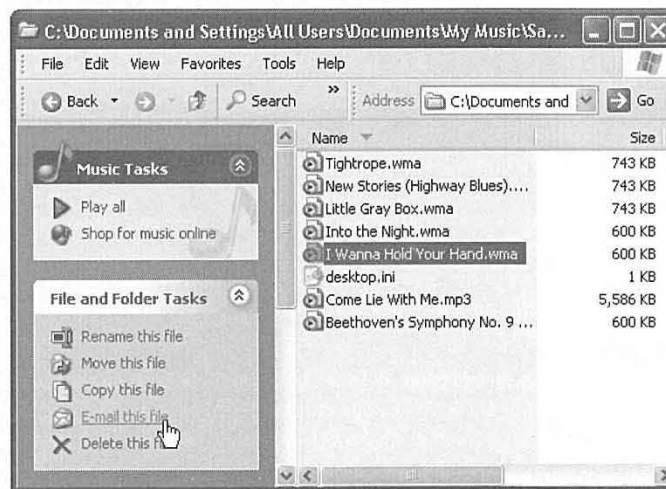 C:\Documents and Settings\All Users\Documents\My Music\Sa...
File Edit View Favorites Tools Help
Back Search » Address C:\Documents and Go
Music Tasks
Play all
Shop for music online
File and Folder Tasks
Rename this file
Move this file
Copy this file
E-mail this file
Delete this fi
Name Size
Tightrope.wma 743 KB
New Stories (Highway Blues).... 743 KB
Little Gray Box.wma 743 KB
Into the Night.wma 600 KB
I Wanna Hold Your Hand.wma 600 KB
desktop.ini 1 KB
Come Lie With Me.mp3 5,586 KB
Beethoven's Symphony No. 9 ... 600 KB